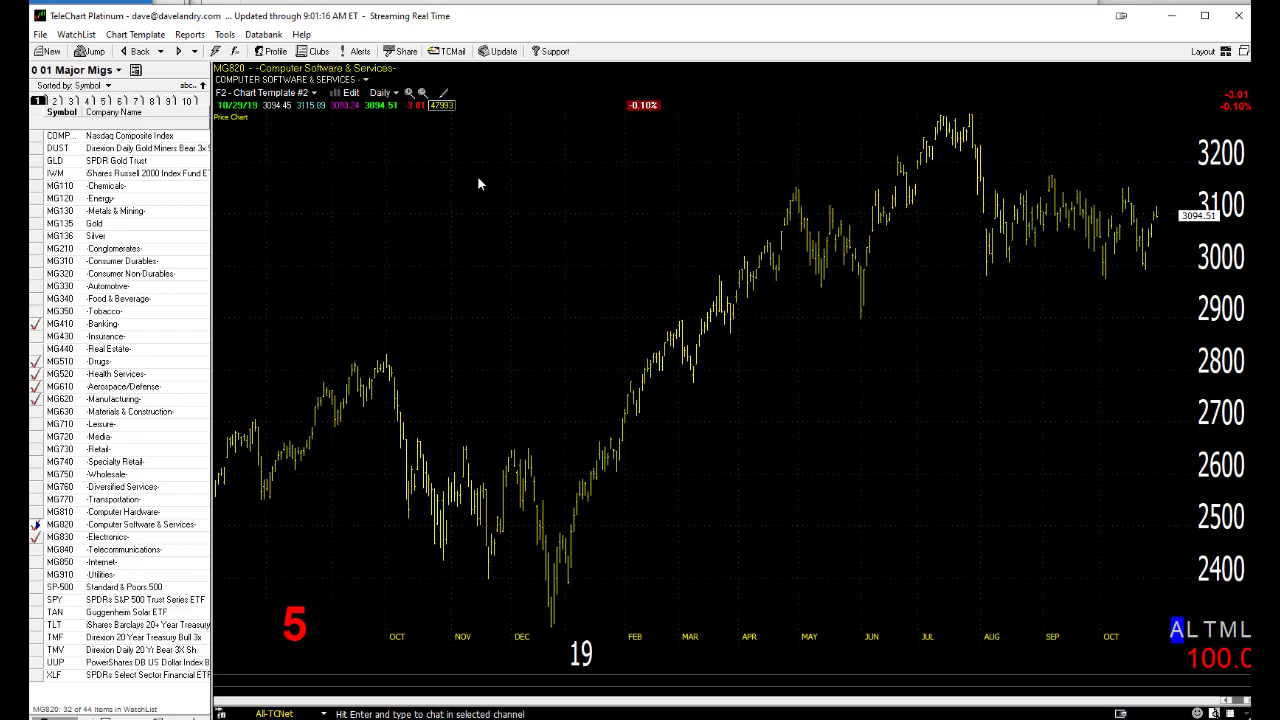 TeleChart Platinum - dave@davelandry.com ... Updated through 9:01:16 AM ET - Streaming Real Time
File WatchList Chart Template Reports Tools Databank Help
New Jump Back Profile Clubs Alerts Share TCMail Update Support Layout
0 01 Major Migs
Sorted by: Symbol abc..
1 2 3 4 5 6 7 8 9 10
Symbol Company Name
COMP... Nasdaq Composite Index
DUST Direxion Daily Gold Miners Bear 3x S
GLD SPDR Gold Trust
IWM iShares Russell 2000 Index Fund E
MG110 -Chemicals-
MG120 -Energy-
MG130 -Metals & Mining-
MG135 Gold
MG136 Silver
MG210 -Conglomerates-
MG310 -Consumer Durables-
MG320 -Consumer Non-Durables-
MG330 -Automotive-
MG340 -Food & Beverage-
MG350 -Tobacco-
MG410 -Banking-
MG430 -Insurance-
MG440 -Real Estate-
MG510 -Drugs-
MG520 -Health Services-
MG610 -Aerospace/Defense-
MG620 -Manufacturing-
MG630 -Materials & Construction-
MG710 -Leisure-
MG720 -Media-
MG730 -Retail-
MG740 -Specialty Retail-
MG750 -Wholesale-
MG760 -Diversified Services-
MG770 -Transportation-
MG810 -Computer Hardware-
MG820 -Computer Software & Services-
MG830 -Electronics-
MG840 -Telecommunications-
MG850 -Internet-
MG910 -Utilities-
SP-500 Standard & Poors 500
SPY SPDRs S&P 500 Trust Series ETF
TAN Guggenheim Solar ETF
TLT iShares Barclays 20+ Year Treasury
TMF Direxion 20 Year Treasury Bull 3x
TMV Direxion Daily 20 Yr Bear 3X Sh
UUP PowerShares DB US Dollar Index B
XLF SPDRs Select Sector Financial ETF
MG820: 32 of 44 Items in WatchList
MG820 -Computer Software & Services-
COMPUTER SOFTWARE & SERVICES -
F2 - Chart Template #2 Edit Daily
10/29/19 3094.45 3115.89 3093.24 3094.51 -3.01 47993 -0.10%
Price Chart
-3.01
-0.10%
3200
3100
3094.51
3000
2900
2800
2700
2600
2500
2400
5
OCT NOV DEC FEB MAR APR MAY JUN JUL AUG SEP OCT
19
A L T M L
100.0
All-TCNet Hit Enter and type to chat in selected channel